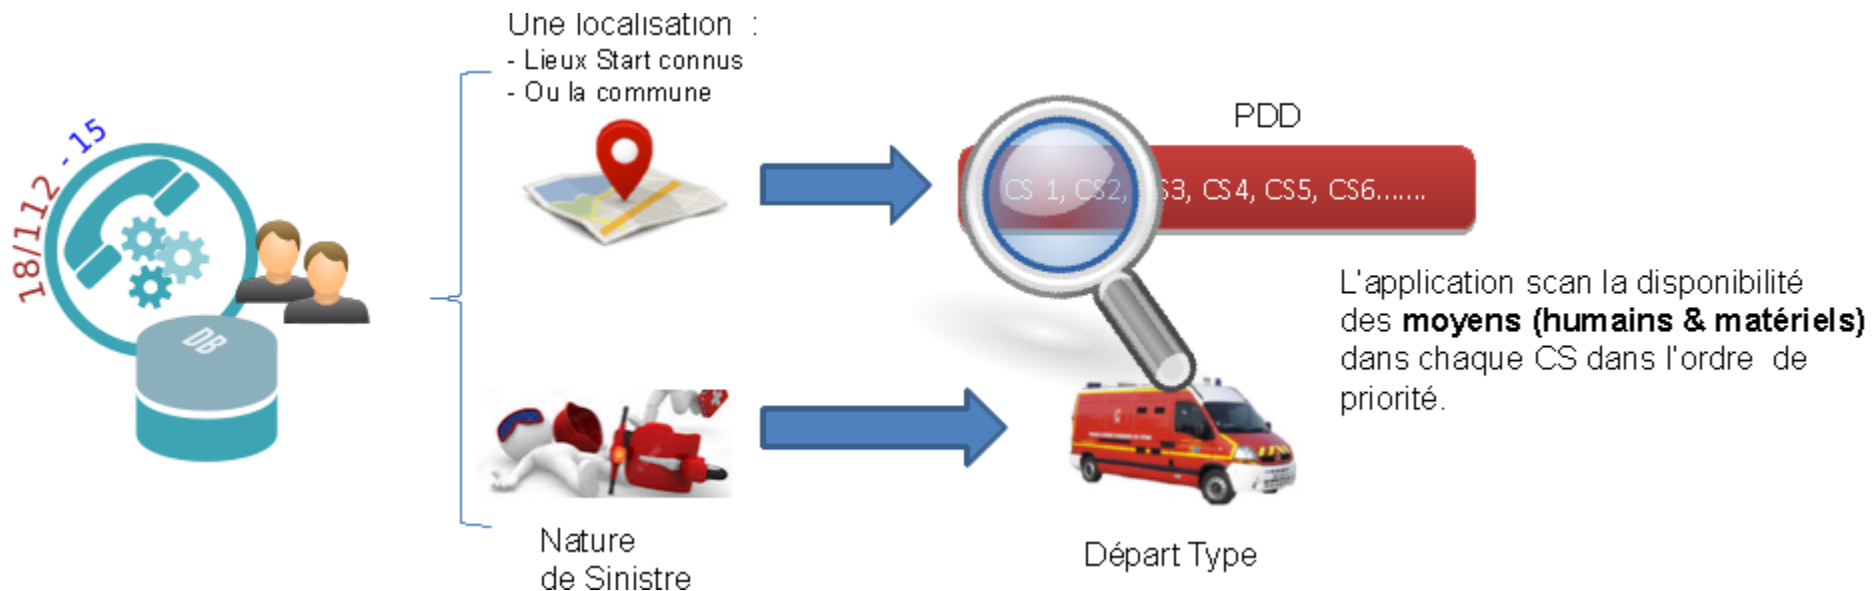 Une localisation :
- Lieux Start connus
- Ou la commune
18/112 - 15
DB
PDD
CS 1, CS2, CS3, CS4, CS5, CS6.......
L'application scan la disponibilité
des moyens (humains & matériels)
dans chaque CS dans l'ordre de
priorité.
Nature
de Sinistre
Départ Type